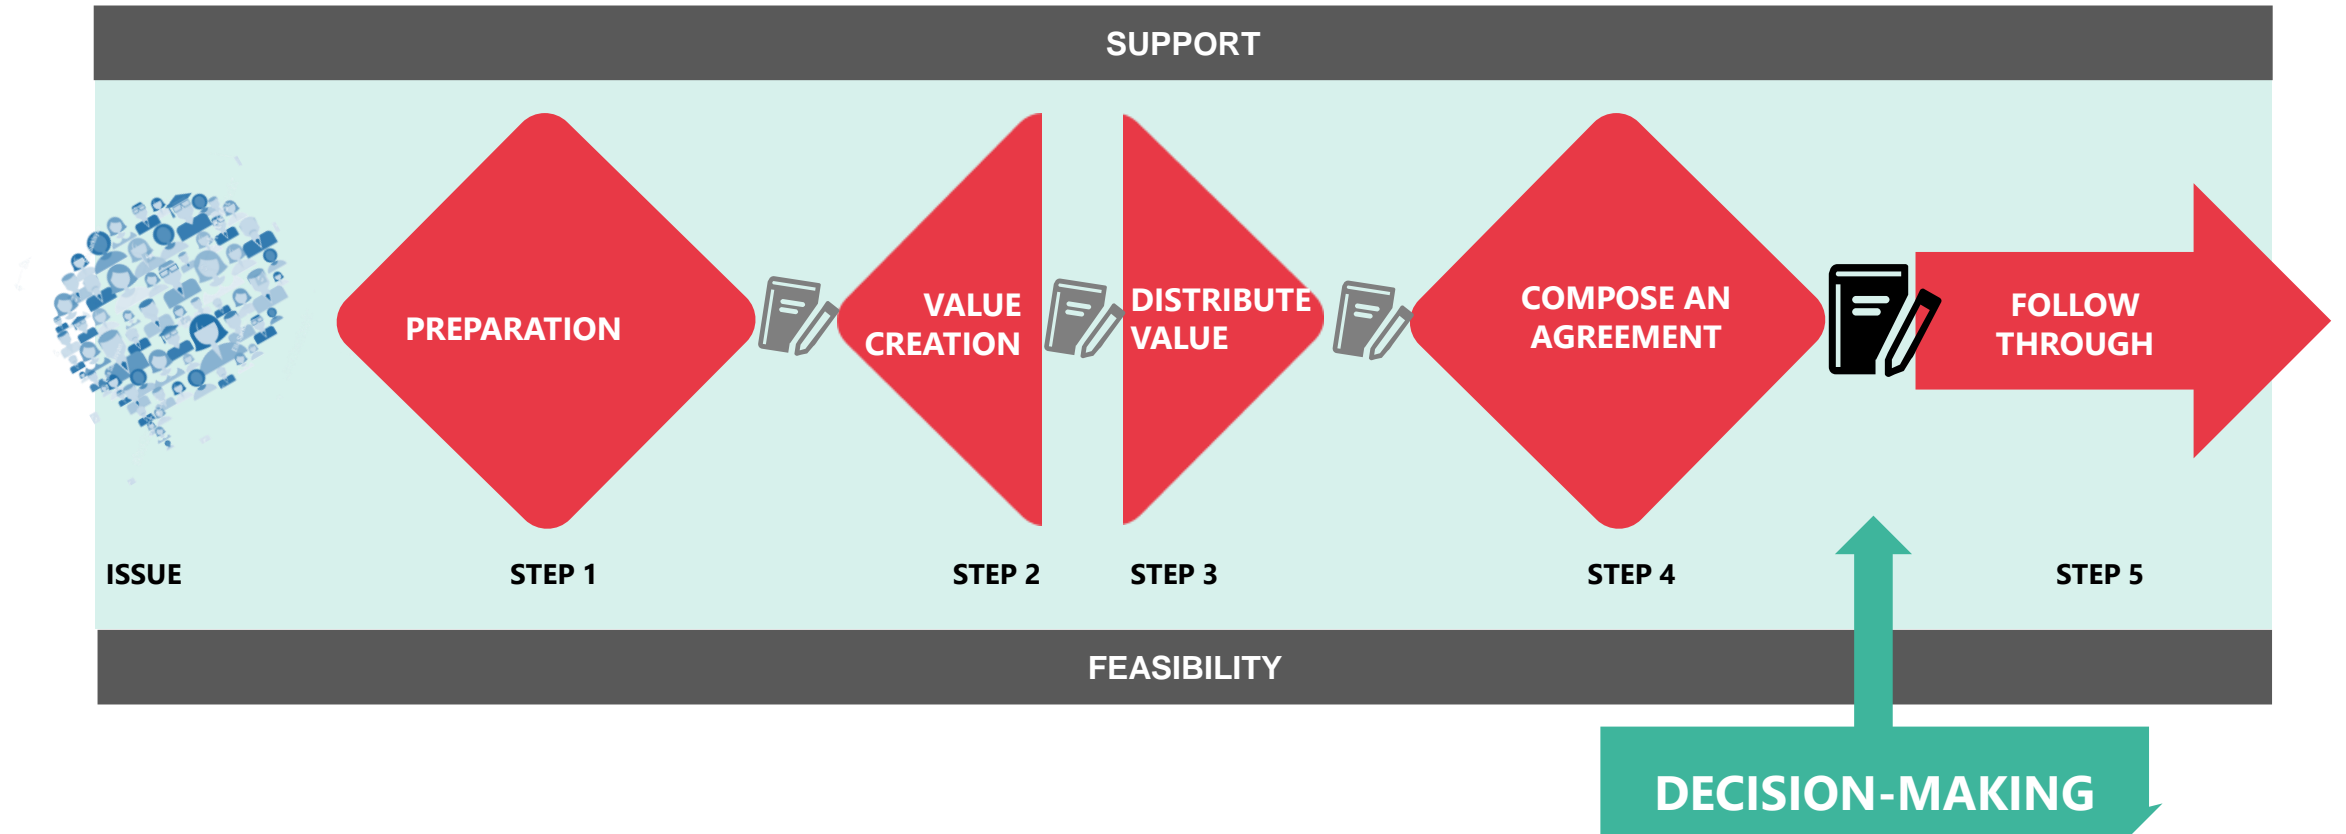 SUPPORT
PREPARATION
VALUE
CREATION
DISTRIBUTE
VALUE
COMPOSE AN
AGREEMENT
FOLLOW
THROUGH
ISSUE
STEP 1
STEP 2
STEP 3
STEP 4
STEP 5
FEASIBILITY
DECISION-MAKING